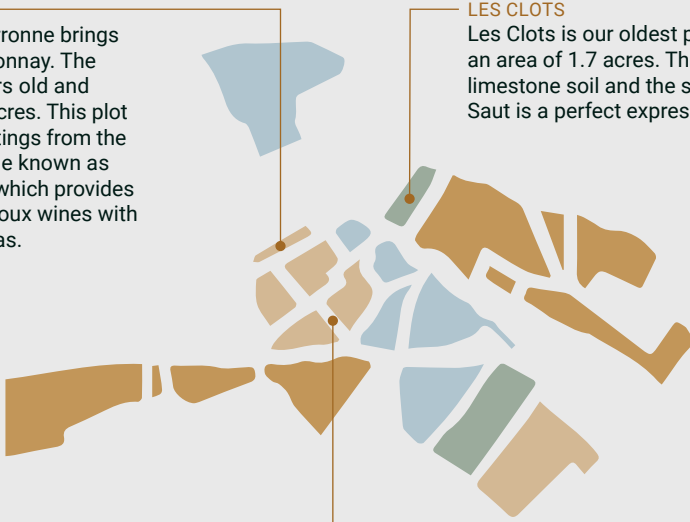 ronne brings
onnay. The
rs old and
cres. This plot
tings from the
e known as
which provides
oux wines with
as.
LES CLOTS
Les Clots is our oldest p
an area of 1.7 acres. Th
limestone soil and the s
Saut is a perfect expres